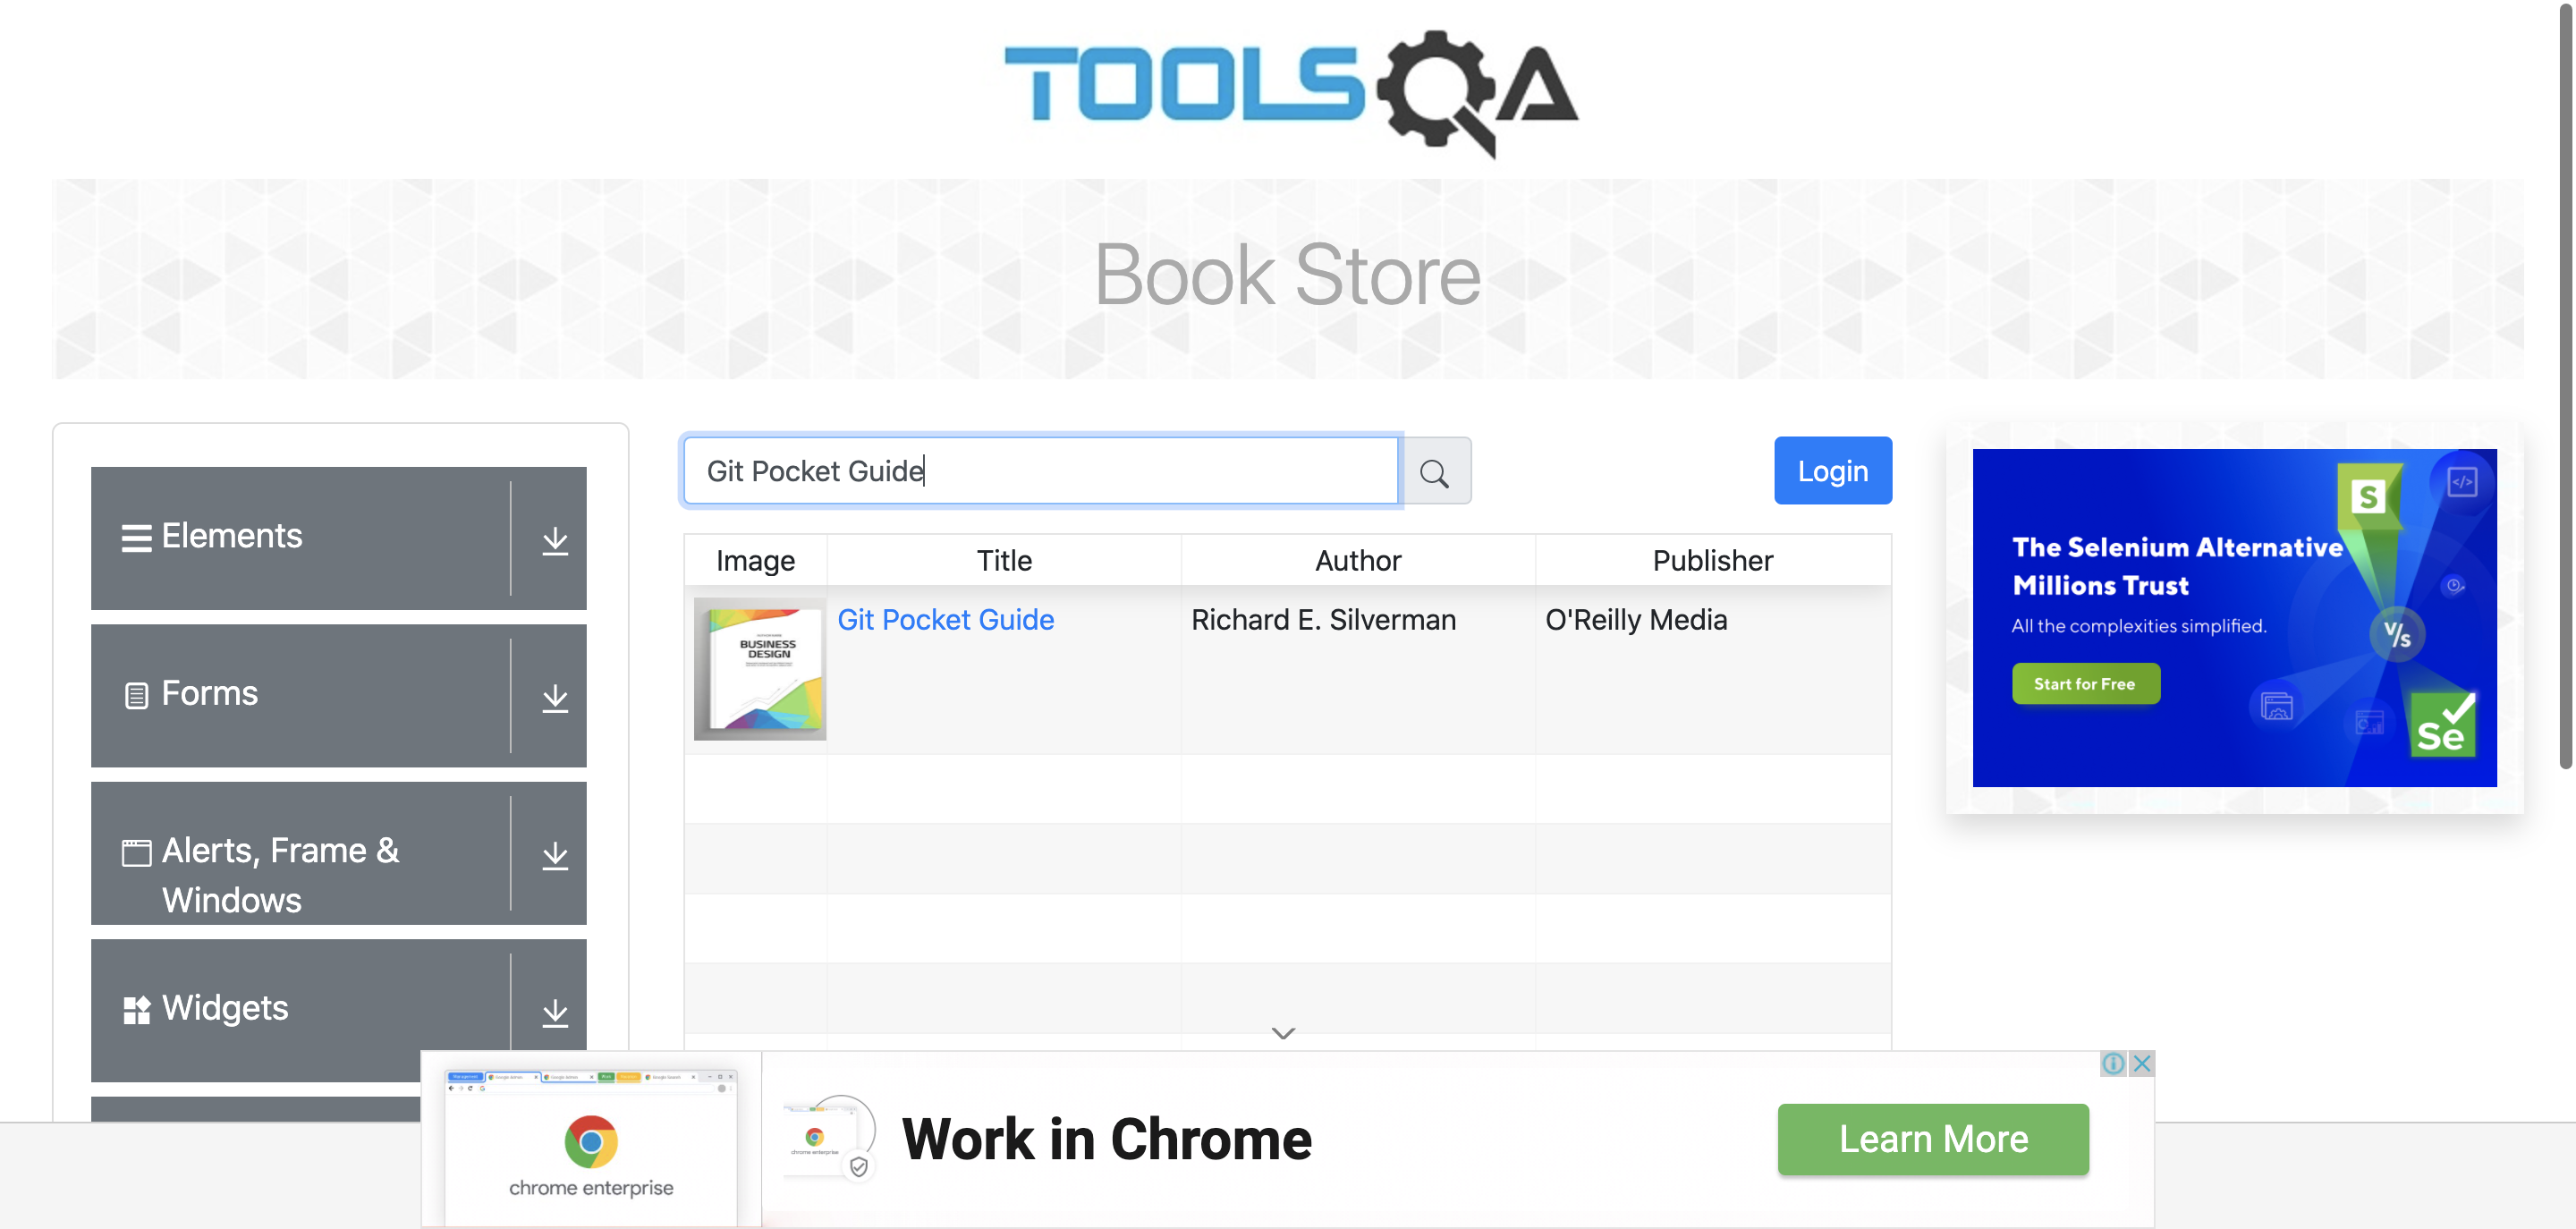 TOOLSQA
Book Store
Elements
Forms
Alerts, Frame &
Windows
Widgets
Git Pocket Guide
Login
Image Title Author Publisher
BUSINESS
DESIGN
Git Pocket Guide Richard E. Silverman O'Reilly Media
The Selenium Alternative
Millions Trust
All the complexities simplified.
Start for Free
S
</>
V/s
Se
chrome enterprise
chrome enterprise
Work in Chrome
Learn More